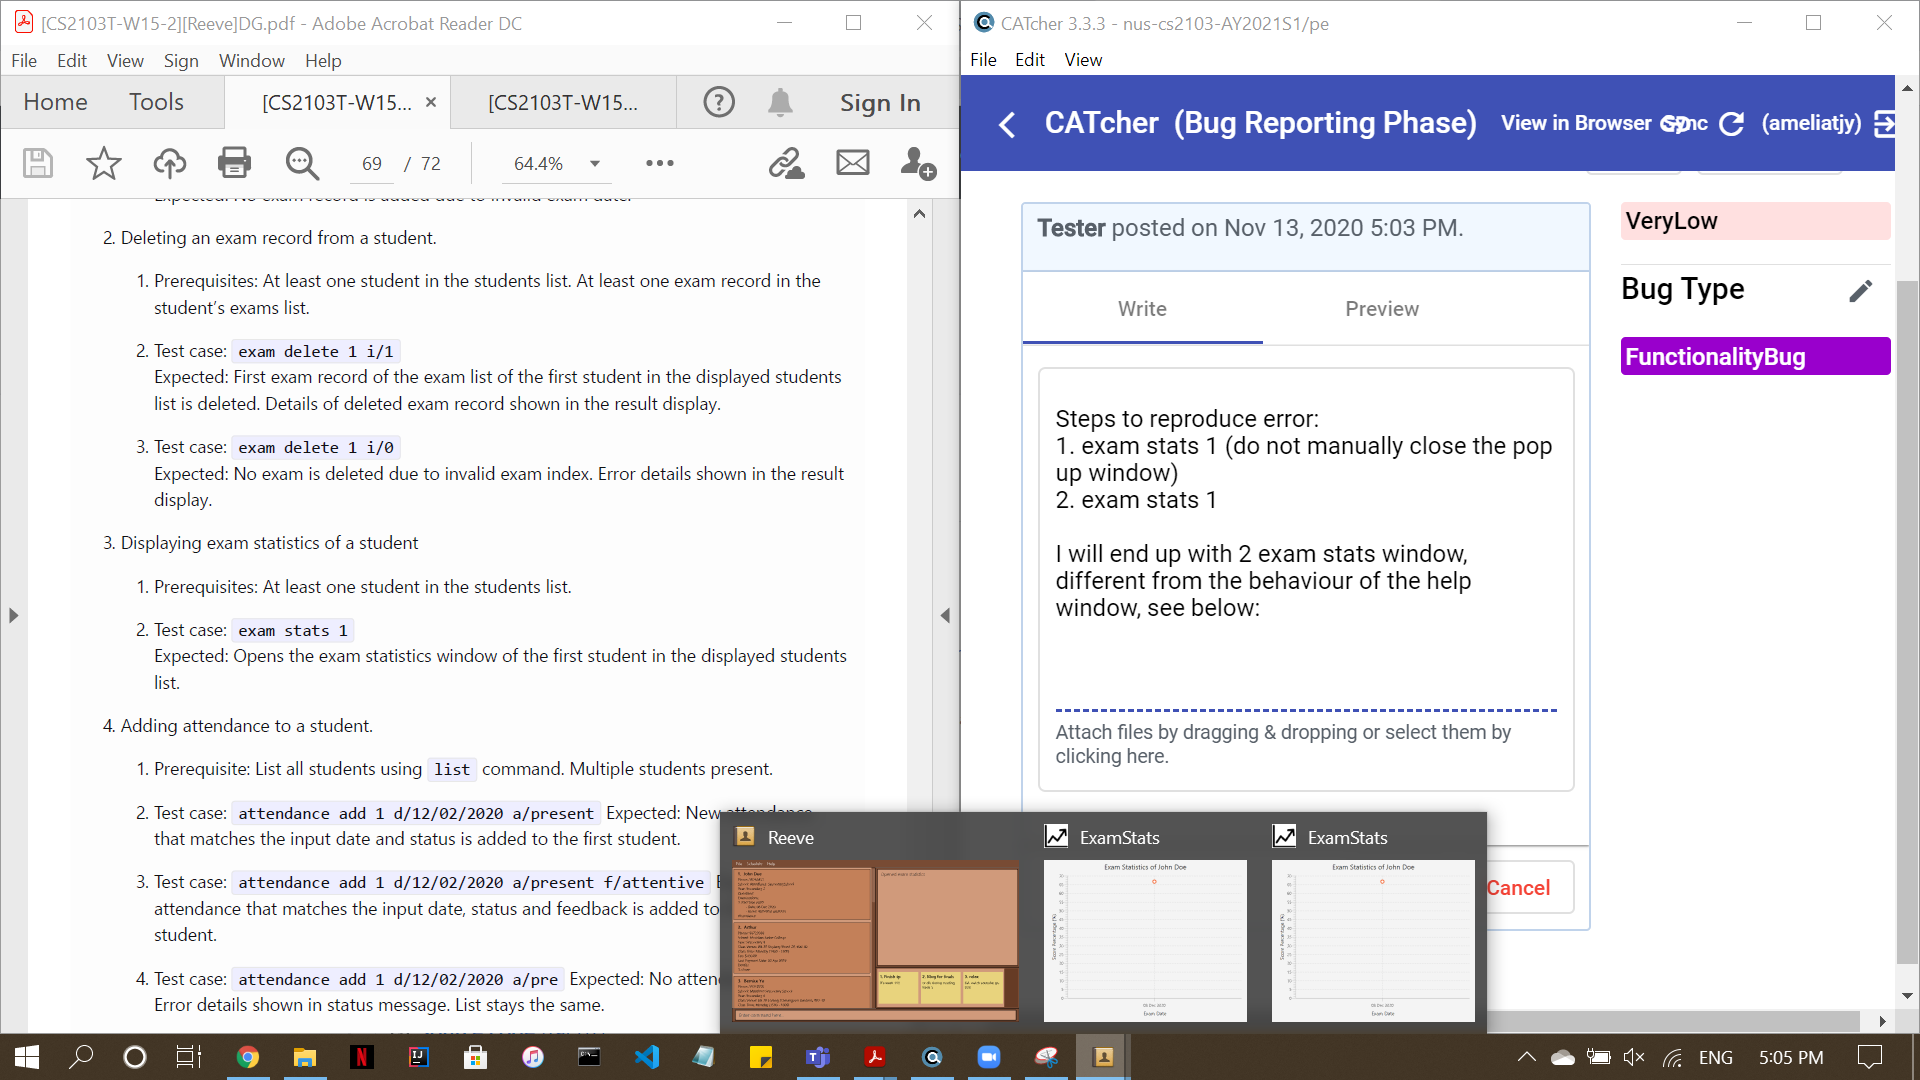 [CS2103T-W15-2][Reeve]DG.pdf - Adobe Acrobat Reader DC
File Edit View Sign Window Help
Home Tools [CS2103T-W15... × [CS2103T-W15... Sign In
69 / 72 64.4%
2. Deleting an exam record from a student.
1. Prerequisites: At least one student in the students list. At least one exam record in the
student's exams list.
2. Test case: exam delete 1 i/1
Expected: First exam record of the exam list of the first student in the displayed students
list is deleted. Details of deleted exam record shown in the result display.
3. Test case: exam delete 1 i/0
Expected: No exam is deleted due to invalid exam index. Error details shown in the result
display.
3. Displaying exam statistics of a student
1. Prerequisites: At least one student in the students list.
2. Test case: exam stats 1
Expected: Opens the exam statistics window of the first student in the displayed students
list.
4. Adding attendance to a student.
1. Prerequisite: List all students using list command. Multiple students present.
2. Test case: attendance add 1 d/12/02/2020 a/present Expected: New attendance
that matches the input date and status is added to the first student.
3. Test case: attendance add 1 d/12/02/2020 a/present f/attentive
attendance that matches the input date, status and feedback is added to
student.
4. Test case: attendance add 1 d/12/02/2020 a/pre Expected: No atten
Error details shown in status message. List stays the same.
CATcher 3.3.3 - nus-cs2103-AY2021S1/pe
File Edit View
CATcher (Bug Reporting Phase) View in Browser Sync (ameliatjy)
Tester posted on Nov 13, 2020 5:03 PM.
Write Preview
Steps to reproduce error:
1. exam stats 1 (do not manually close the pop
up window)
2. exam stats 1
I will end up with 2 exam stats window,
different from the behaviour of the help
window, see below:
Attach files by dragging & dropping or select them by
clicking here.
Cancel
VeryLow
Bug Type
FunctionalityBug
Reeve
ExamStats
Exam Statistics of John Doe
Score Percentage (%)
Exam Date
ExamStats
Exam Statistics of John Doe
Score Percentage (%)
Exam Date
ENG 5:05 PM